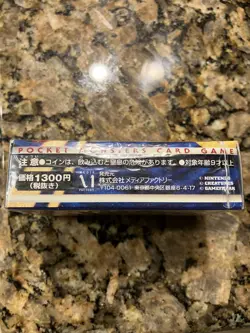 POCKET MONSTERS CARD GAME
注意●コインは、飲み込むと窒息の危険があります。●対象年齢9才以上
価格1300円
(税抜き)
発売元
株式会社メディアファクトリー
〒104-0061 東京都中央区銀座8-4-17
©NINTENDO
CREATURES
GAMEFREAK